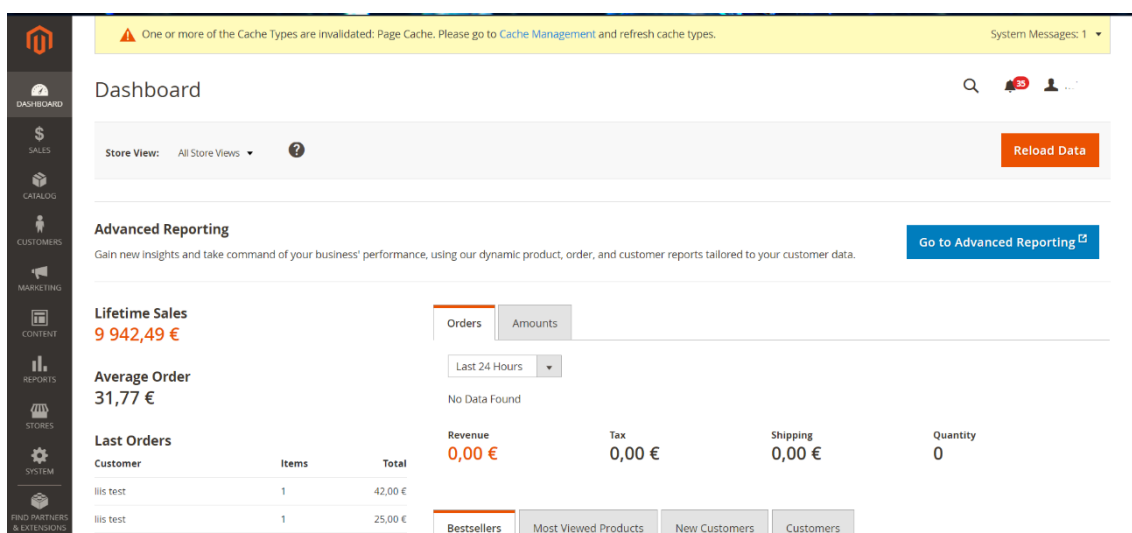 One or more of the Cache Types are invalidated: Page Cache. Please go to Cache Management and refresh cache types.
System Messages: 1
DASHBOARD
SALES
CATALOG
CUSTOMERS
MARKETING
CONTENT
REPORTS
STORES
SYSTEM
FIND PARTNERS
& EXTENSIONS
Dashboard
35
Store View: All Store Views
?
Reload Data
Advanced Reporting
Gain new insights and take command of your business' performance, using our dynamic product, order, and customer reports tailored to your customer data.
Go to Advanced Reporting
Lifetime Sales
9 942,49 €
Average Order
31,77 €
Last Orders
Customer Items Total
liis test 1 42,00 €
liis test 1 25,00 €
Orders Amounts
Last 24 Hours
No Data Found
Revenue Tax Shipping Quantity
0,00 € 0,00 € 0,00 € 0
Bestsellers Most Viewed Products New Customers Customers